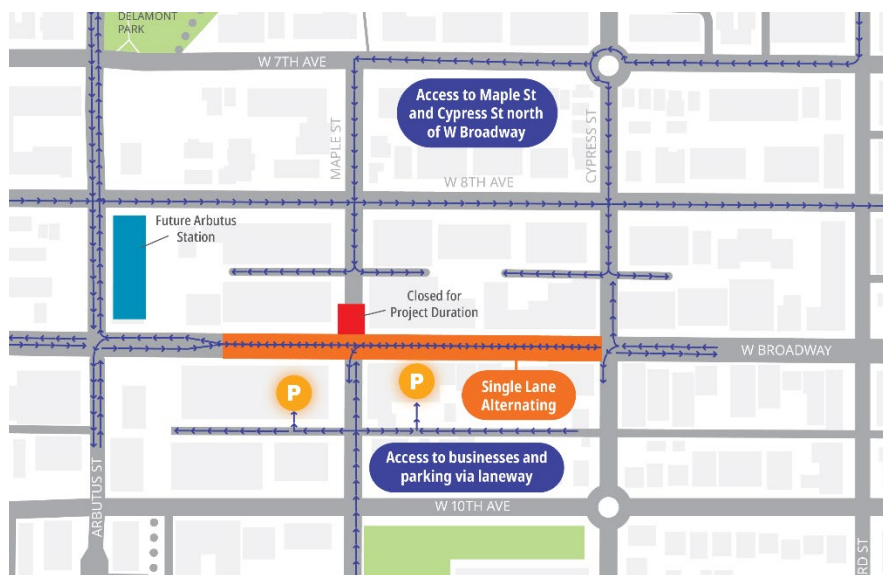 DELAMONT
PARK
W 7TH AVE
Access to Maple St
and Cypress St north
of W Broadway
MAPLE ST
CYPRESS ST
W 8TH AVE
Future Arbutus
Station
Closed for
Project Duration
W BROADWAY
P
P
Single Lane
Alternating
Access to businesses and
parking via laneway
ARBUTUS ST
W 10TH AVE
RD ST